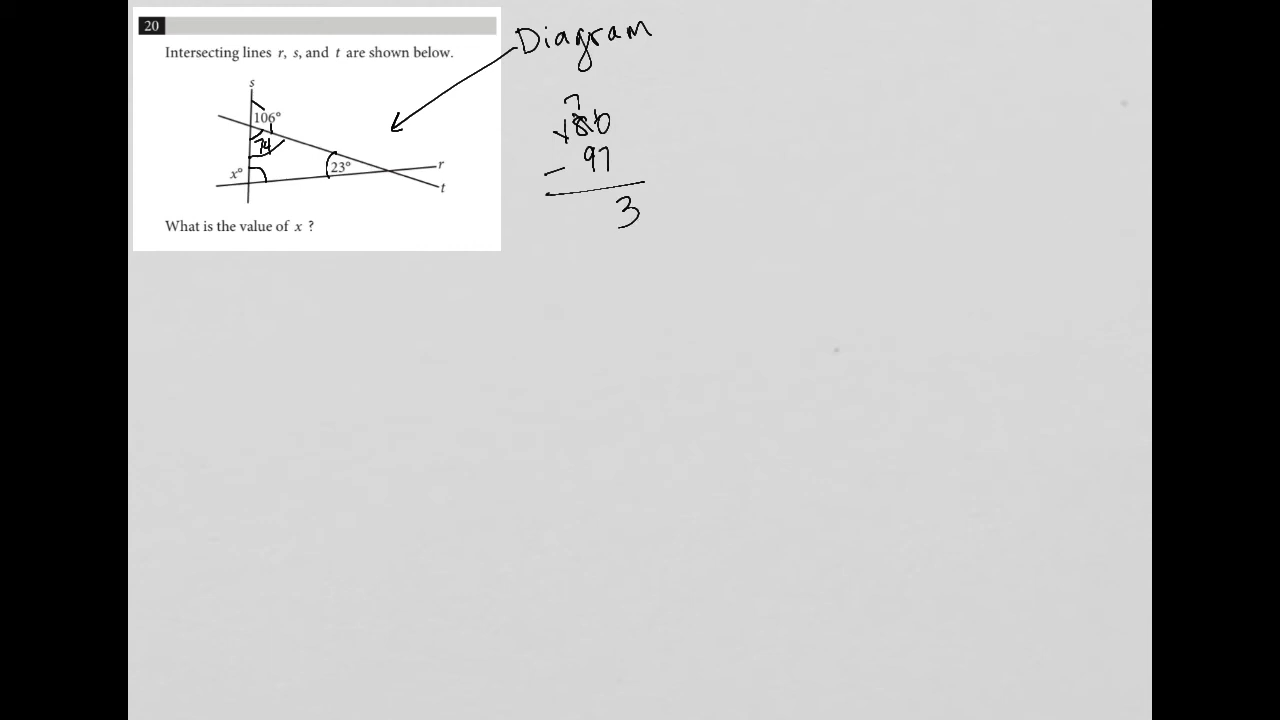 20
Intersecting lines r, s, and t are shown below.
Diagram
s
106°
74
23°
x°
r
t
What is the value of x ?
7
180
- 97
3